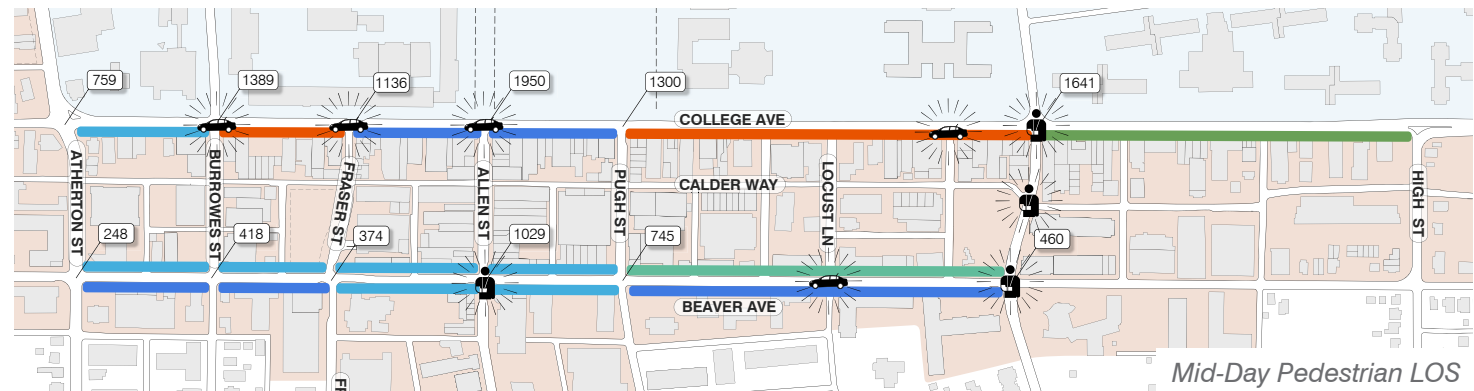 759
1389
1136
1950
1300
1641
COLLEGE AVE
ATHERTON ST
BURROWES ST
FRASER ST
ALLEN ST
PUGH ST
CALDER WAY
LOCUST LN
HIGH ST
248
418
374
1029
745
460
BEAVER AVE
Mid-Day Pedestrian LOS